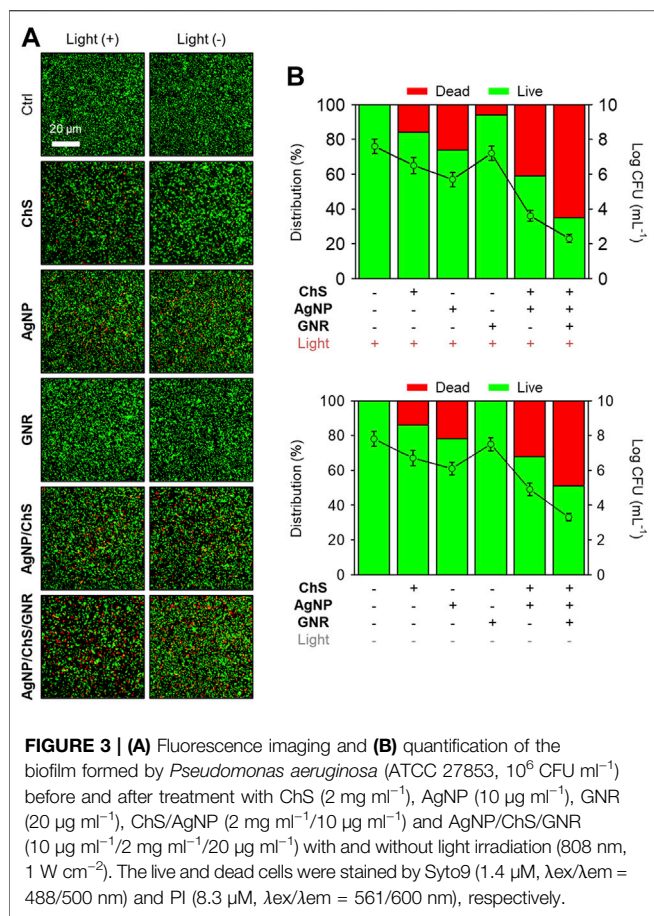 A
Light (+) Light (-)
Ctrl
20 µm
ChS
AgNP
GNR
AgNP/ChS
AgNP/ChS/GNR
B
Dead Live
Distribution (%)
100
80
60
40
20
0
Log CFU (mL⁻¹)
10
8
6
4
2
0
ChS - + - - + +
AgNP - - + - + +
GNR - - - + - +
Light + + + + + +
Dead Live
Distribution (%)
100
80
60
40
20
0
Log CFU (mL⁻¹)
10
8
6
4
2
0
ChS - + - - + +
AgNP - - + - + +
GNR - - - + - +
Light - - - - - -
FIGURE 3 | (A) Fluorescence imaging and (B) quantification of the
biofilm formed by Pseudomonas aeruginosa (ATCC 27853, 10⁶ CFU ml⁻¹)
before and after treatment with ChS (2 mg ml⁻¹), AgNP (10 µg ml⁻¹), GNR
(20 µg ml⁻¹), ChS/AgNP (2 mg ml⁻¹/10 µg ml⁻¹) and AgNP/ChS/GNR
(10 µg ml⁻¹/2 mg ml⁻¹/20 µg ml⁻¹) with and without light irradiation (808 nm,
1 W cm⁻²). The live and dead cells were stained by Syto9 (1.4 µM, λex/λem =
488/500 nm) and PI (8.3 µM, λex/λem = 561/600 nm), respectively.